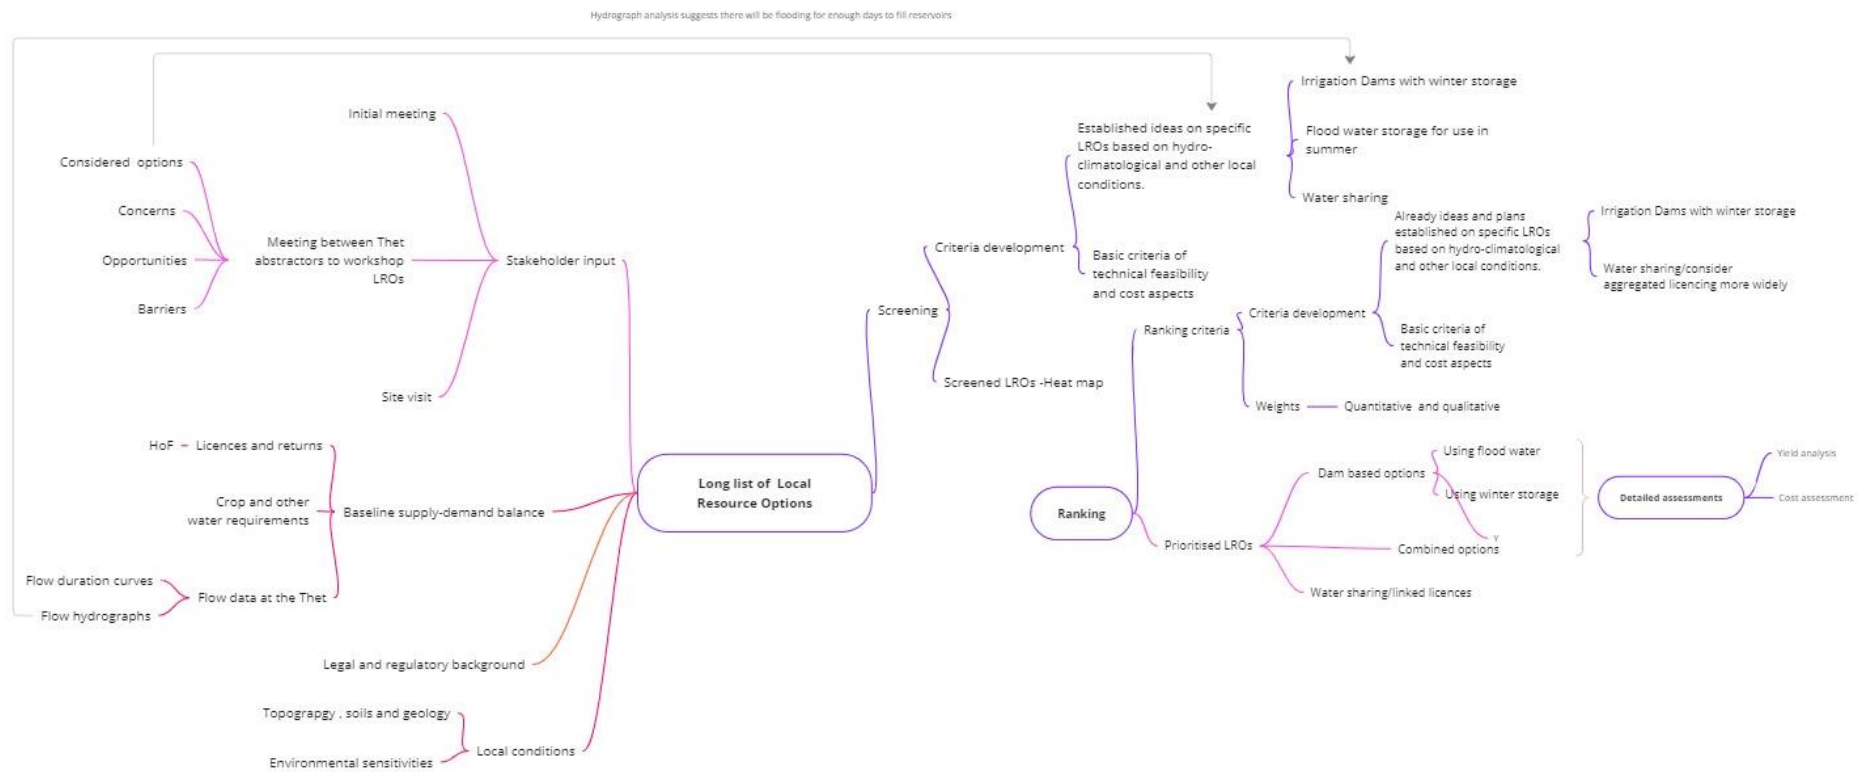 Hydrograph analysis suggests there will be flooding for enough days to fill reservoirs
Initial meeting
Considered options
Concerns
Opportunities
Barriers
Meeting between Thet
abstractors to workshop
LROs
Stakeholder input
Site visit
HoF
Licences and returns
Crop and other
water requirements
Baseline supply-demand balance
Flow duration curves
Flow hydrographs
Flow data at the Thet
Legal and regulatory background
Topograpgy , soils and geology
Environmental sensitivities
Local conditions
Long list of Local
Resource Options
Screening
Criteria development
Established ideas on specific
LROs based on hydro-
climatological and other local
conditions.
Irrigation Dams with winter storage
Flood water storage for use in
summer
Water sharing
Basic criteria of
technical feasibility
and cost aspects
Screened LROs -Heat map
Ranking
Ranking criteria
Criteria development
Already ideas and plans
established on specific LROs
based on hydro-climatological
and other local conditions.
Irrigation Dams with winter storage
Water sharing/consider
aggregated licencing more widely
Basic criteria of
technical feasibility
and cost aspects
Weights
Quantitative and qualitative
Prioritised LROs
Dam based options
Using flood water
Using winter storage
Y
Combined options
Water sharing/linked licences
Detailed assessments
Yield analysis
Cost assessment